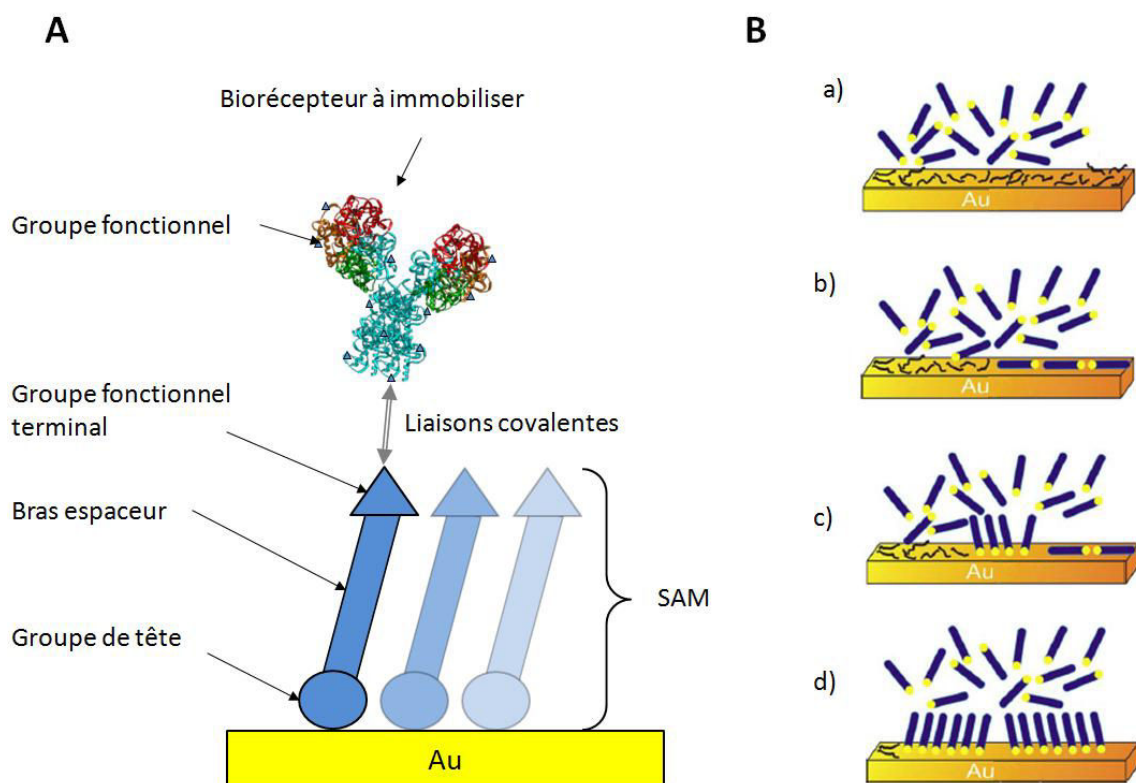 A
Biorécepteur à immobiliser
Groupe fonctionnel
Groupe fonctionnel
terminal
Liaisons covalentes
Bras espaceur
SAM
Groupe de tête
Au
B
a)
Au
b)
Au
c)
Au
d)
Au